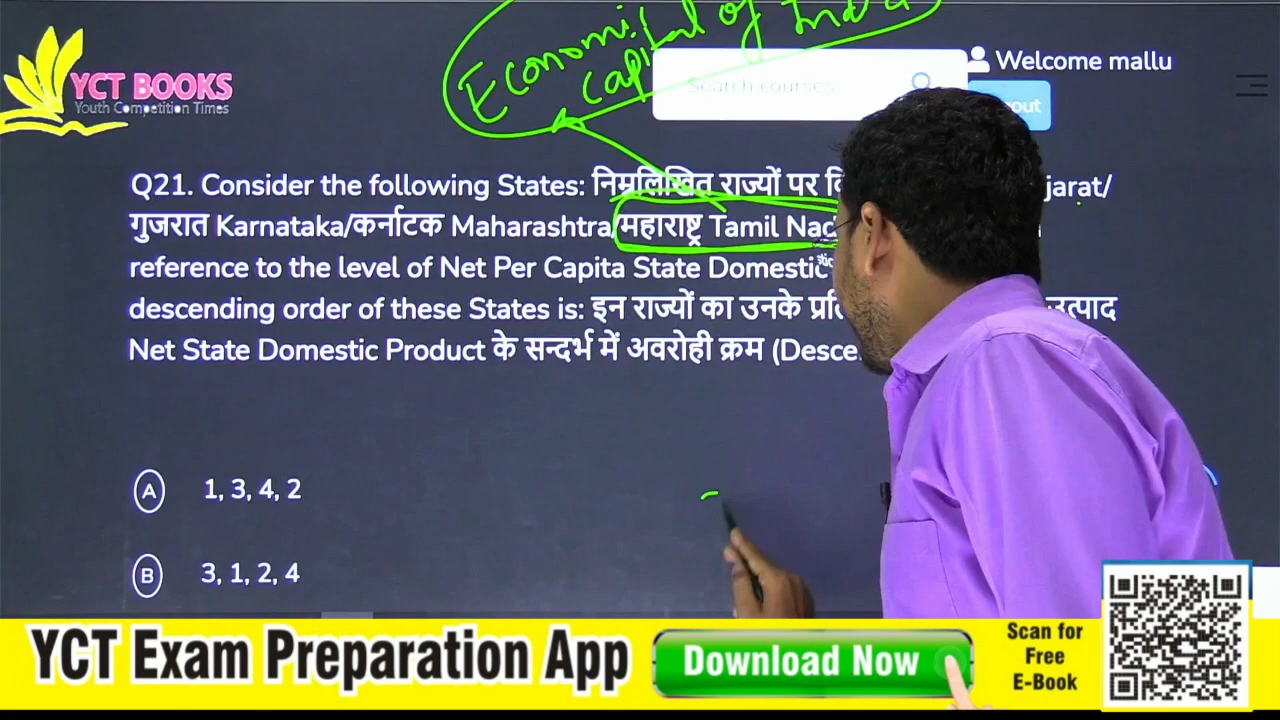 Economic
capital of India
YCT BOOKS
Youth Competition Times
Search courses
Welcome mallu
out
Q21. Consider the following States: निम्नलिखित राज्यों पर वि jarat/
गुजरात Karnataka/कर्नाटक Maharashtra/महाराष्ट्र Tamil Nad
reference to the level of Net Per Capita State Domestic
descending order of these States is: इन राज्यों का उनके प्रति उत्पाद
Net State Domestic Product के सन्दर्भ में अवरोही क्रम (Desce
A 1, 3, 4, 2
B 3, 1, 2, 4
YCT Exam Preparation App
Download Now
Scan for
Free
E-Book